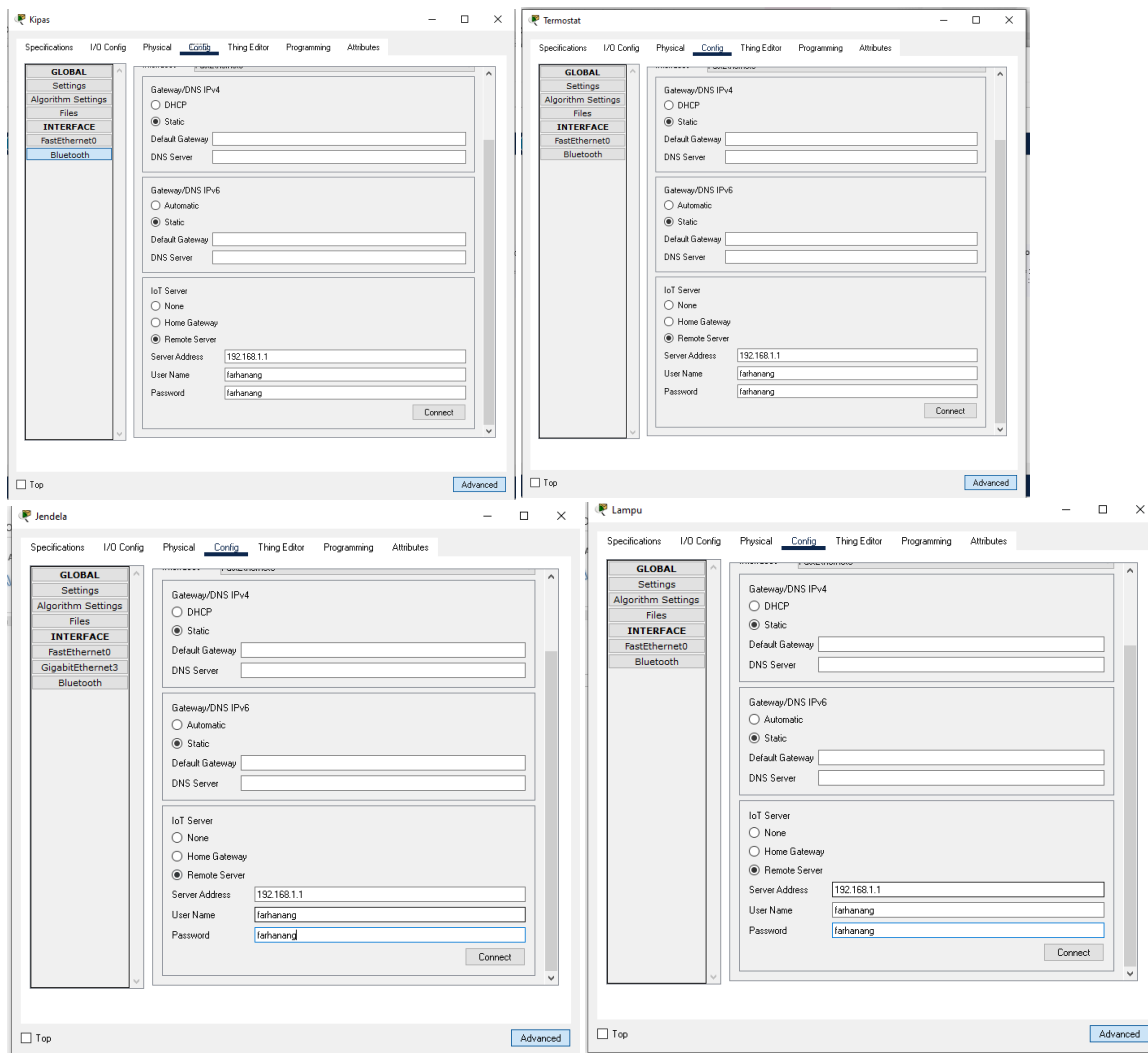 Kipas
Specifications I/O Config Physical Config Thing Editor Programming Attributes
GLOBAL
Settings
Algorithm Settings
Files
INTERFACE
FastEthernet0
Bluetooth
Gateway/DNS IPv4
DHCP
Static
Default Gateway
DNS Server
Gateway/DNS IPv6
Automatic
Static
Default Gateway
DNS Server
IoT Server
None
Home Gateway
Remote Server
Server Address 192.168.1.1
User Name farhanang
Password farhanang
Connect
Top
Advanced
Termostat
Specifications I/O Config Physical Config Thing Editor Programming Attributes
GLOBAL
Settings
Algorithm Settings
Files
INTERFACE
FastEthernet0
Bluetooth
Gateway/DNS IPv4
DHCP
Static
Default Gateway
DNS Server
Gateway/DNS IPv6
Automatic
Static
Default Gateway
DNS Server
IoT Server
None
Home Gateway
Remote Server
Server Address 192.168.1.1
User Name farhanang
Password farhanang
Connect
Top
Advanced
Jendela
Specifications I/O Config Physical Config Thing Editor Programming Attributes
GLOBAL
Settings
Algorithm Settings
Files
INTERFACE
FastEthernet0
GigabitEthernet3
Bluetooth
Gateway/DNS IPv4
DHCP
Static
Default Gateway
DNS Server
Gateway/DNS IPv6
Automatic
Static
Default Gateway
DNS Server
IoT Server
None
Home Gateway
Remote Server
Server Address 192.168.1.1
User Name farhanang
Password farhanang
Connect
Top
Advanced
Lampu
Specifications I/O Config Physical Config Thing Editor Programming Attributes
GLOBAL
Settings
Algorithm Settings
Files
INTERFACE
FastEthernet0
Bluetooth
Gateway/DNS IPv4
DHCP
Static
Default Gateway
DNS Server
Gateway/DNS IPv6
Automatic
Static
Default Gateway
DNS Server
IoT Server
None
Home Gateway
Remote Server
Server Address 192.168.1.1
User Name farhanang
Password farhanang
Connect
Top
Advanced